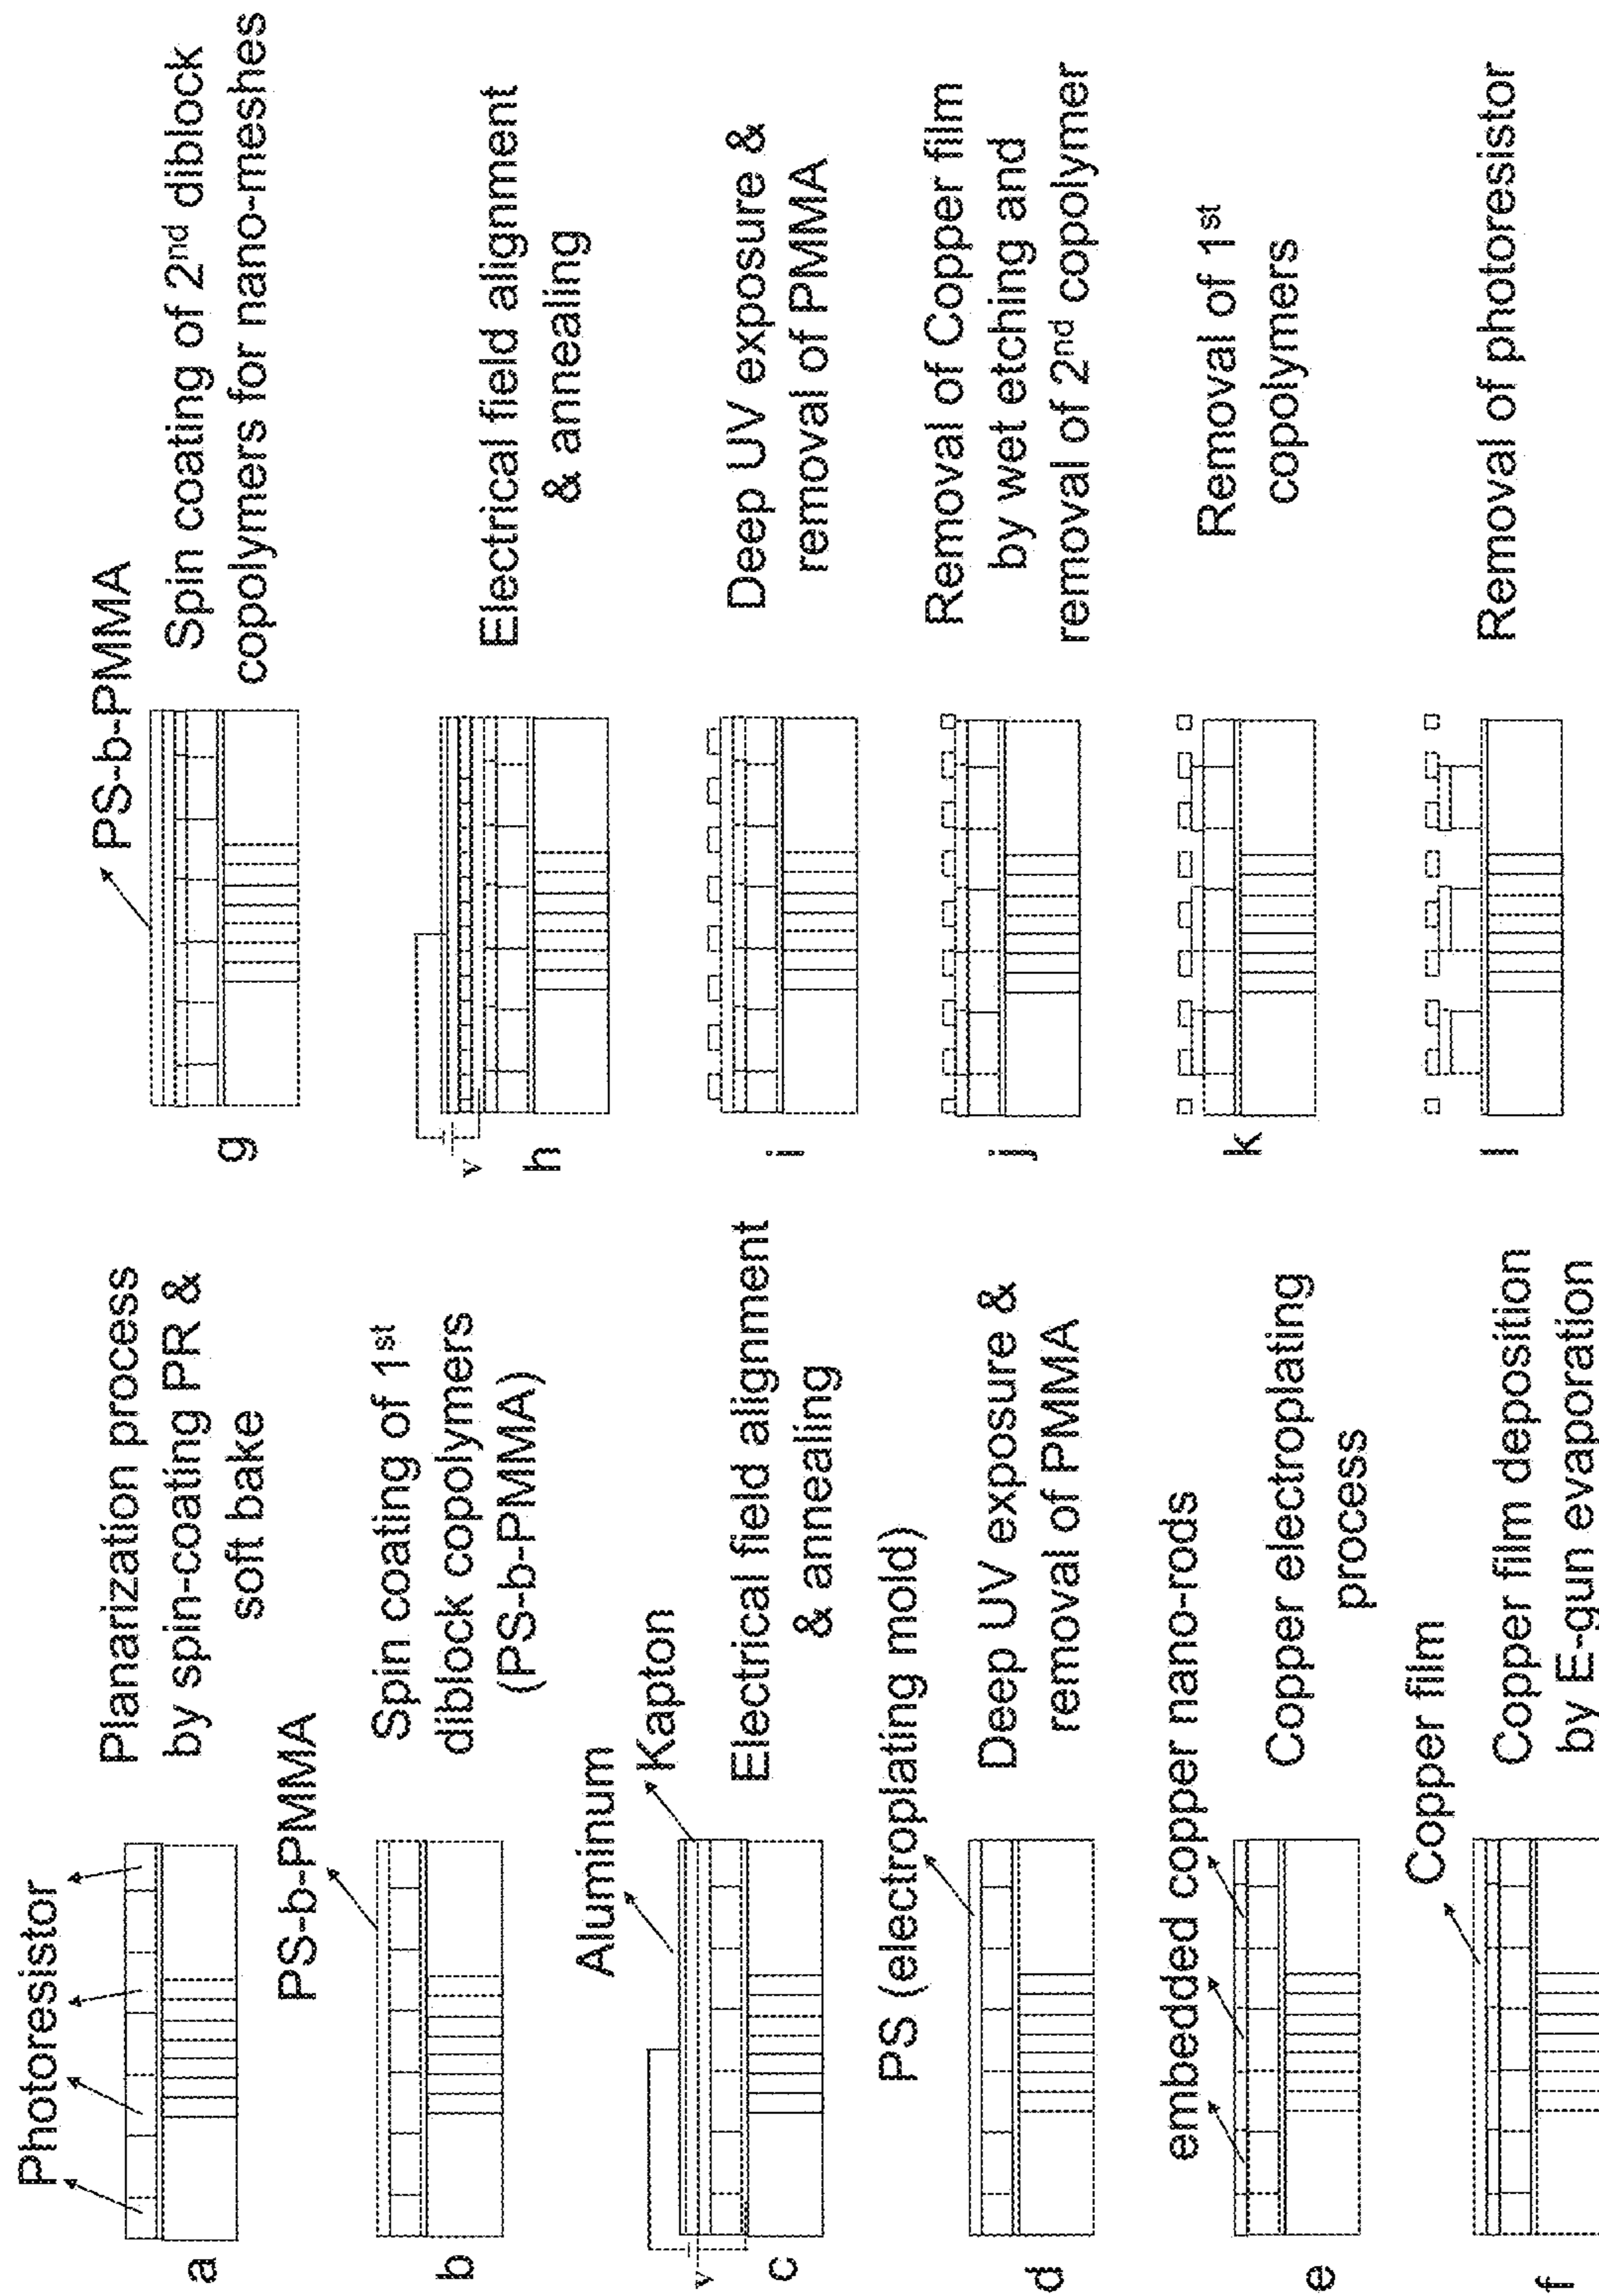 Photoresistor
a
Planarization process
by spin-coating PR &
soft bake
PS-b-PMMA
b
Spin coating of 1st
diblock copolymers
(PS-b-PMMA)
Aluminum
Kapton
V
c
Electrical field alignment
& annealing
PS (electroplating mold)
d
Deep UV exposure &
removal of PMMA
embedded copper nano-rods
e
Copper electroplating
process
Copper film
f
Copper film deposition
by E-gun evaporation
PS-b-PMMA
g
Spin coating of 2nd diblock
copolymers for nano-meshes
V
h
Electrical field alignment
& annealing
i
Deep UV exposure &
removal of PMMA
j
Removal of Copper film
by wet etching and
removal of 2nd copolymer
k
Removal of 1st
copolymers
l
Removal of photoresistor